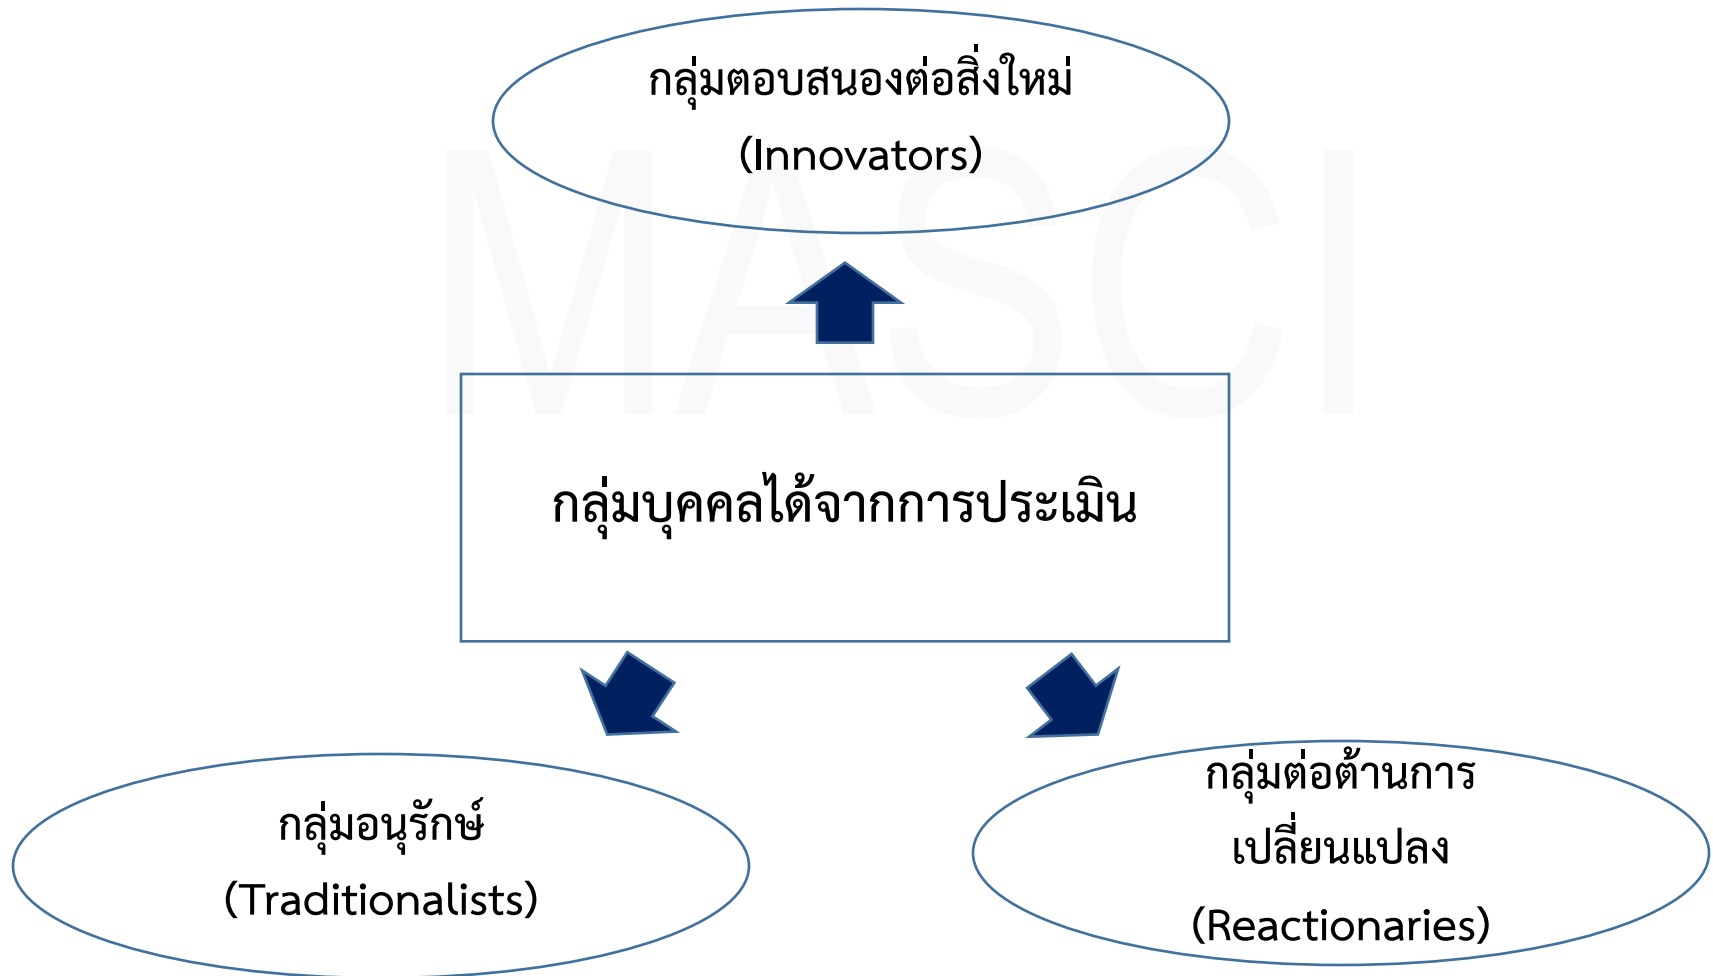 กลุ่มตอบสนองต่อสิ่งใหม่
(Innovators)
MASCI
กลุ่มบุคคลได้จากการประเมิน
กลุ่มอนุรักษ์
(Traditionalists)
กลุ่มต่อต้านการ
เปลี่ยนแปลง
(Reactionaries)